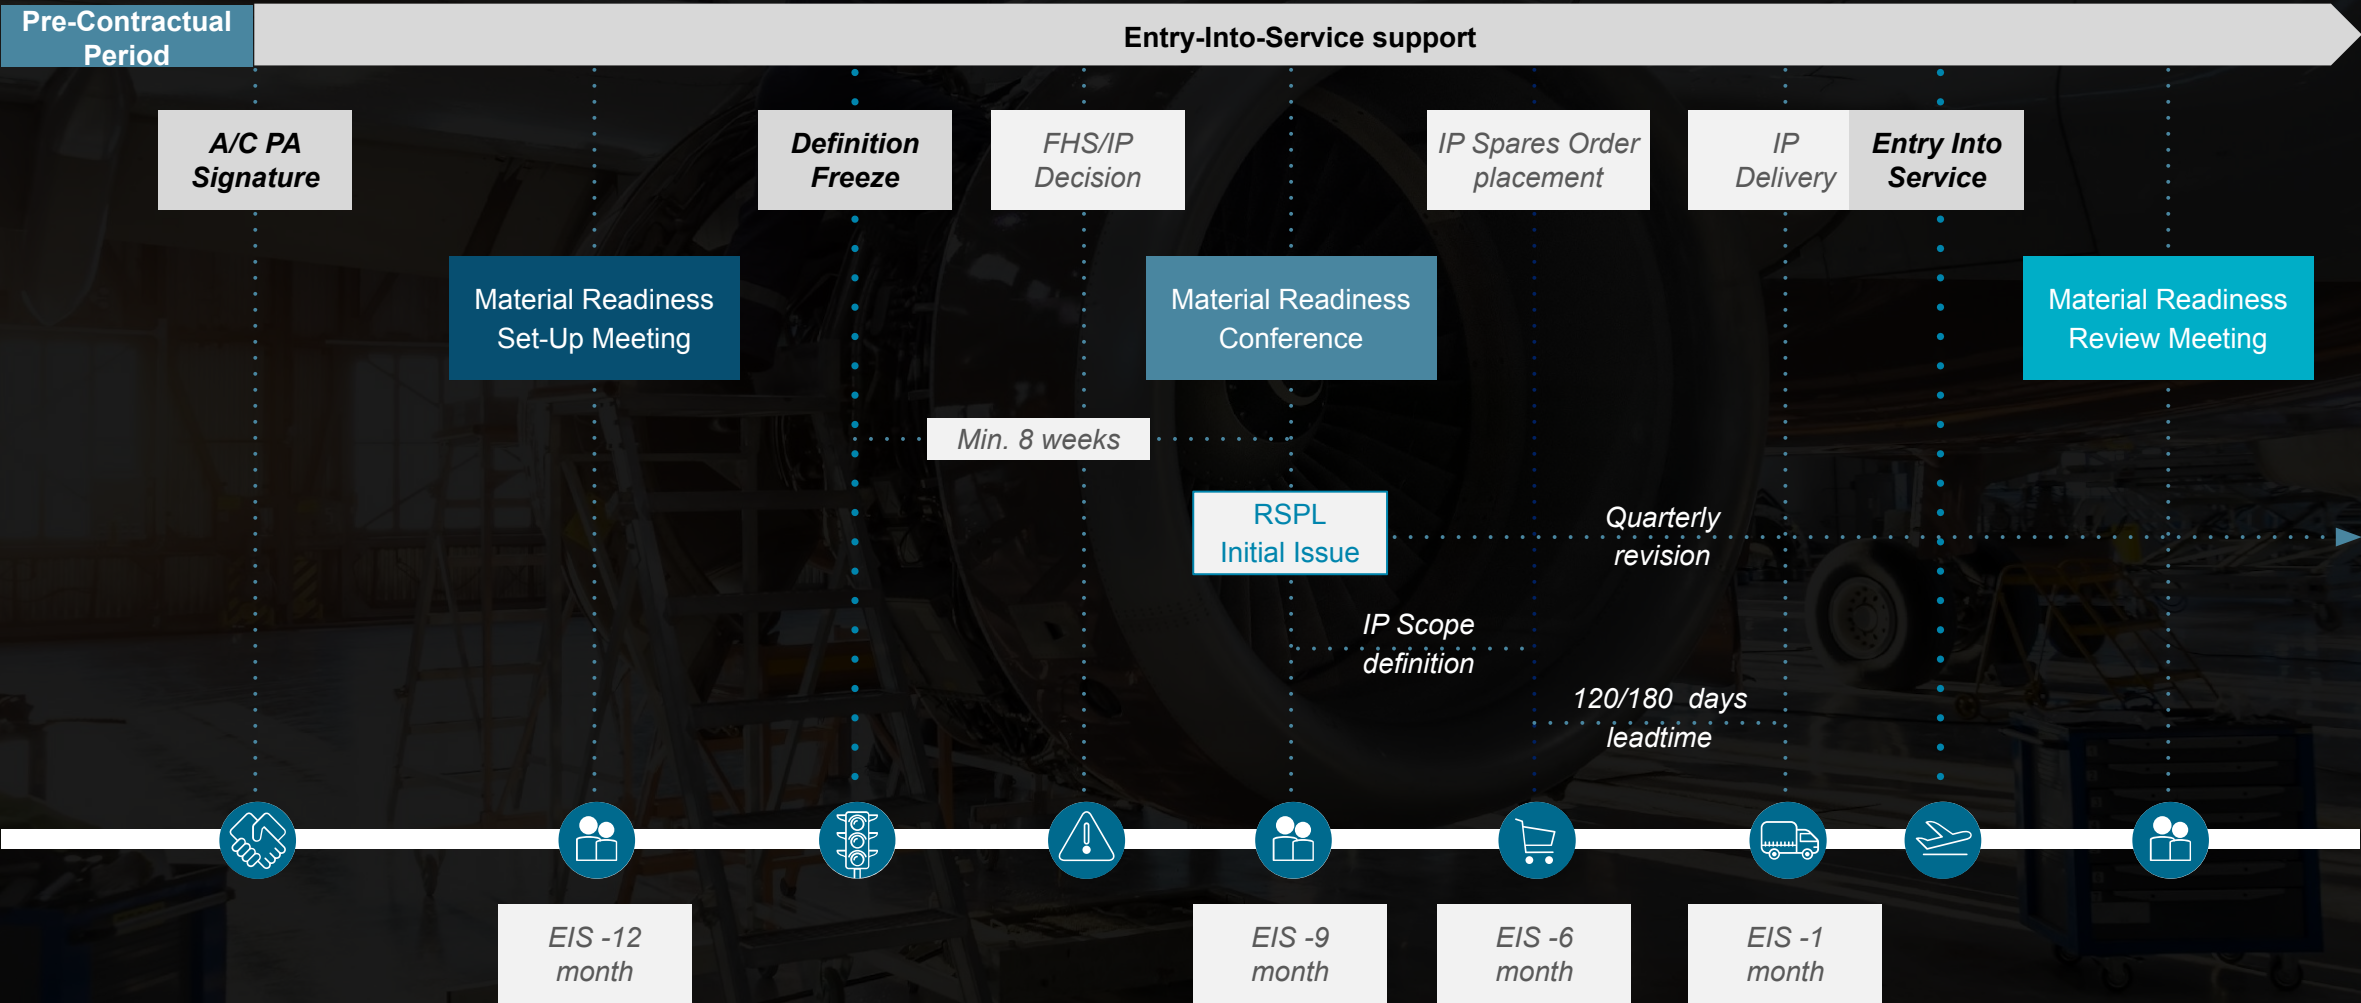 Pre-Contractual
Period
Entry-Into-Service support
A/C PA
Signature
Definition
Freeze
FHS/IP
Decision
IP Spares Order
placement
IP
Delivery
Entry Into
Service
Material Readiness
Set-Up Meeting
Material Readiness
Conference
Material Readiness
Review Meeting
Min. 8 weeks
RSPL
Initial Issue
Quarterly
revision
IP Scope
definition
120/180 days
leadtime
EIS -12
month
EIS -9
month
EIS -6
month
EIS -1
month